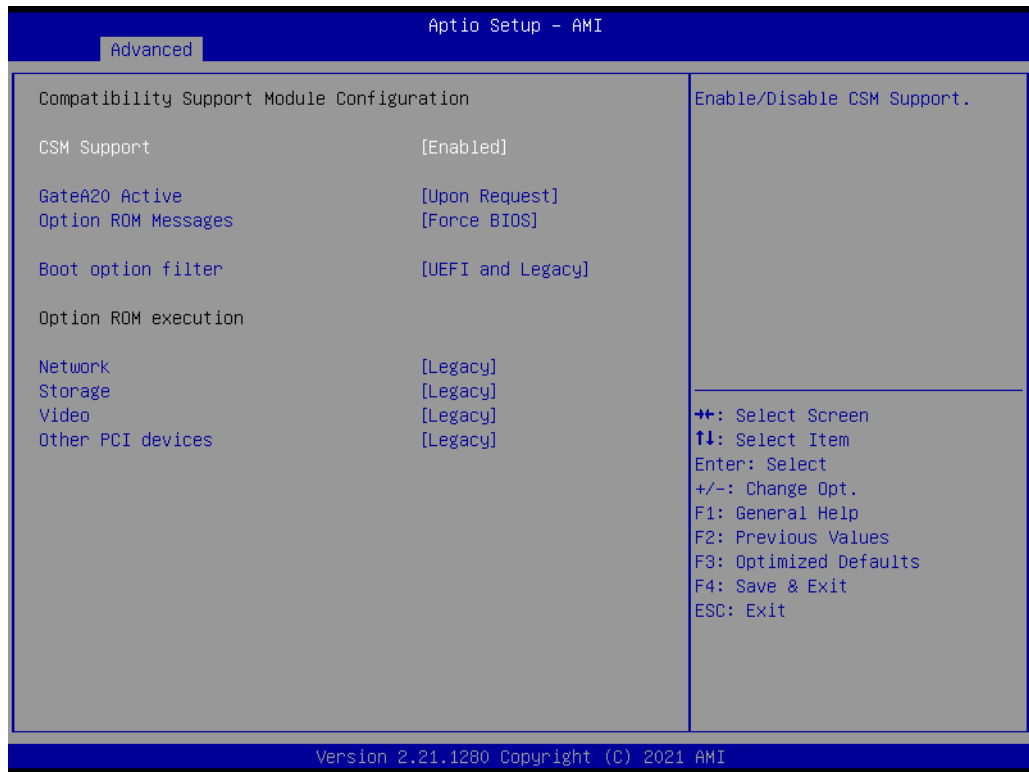 Aptio Setup – AMI
Advanced
Compatibility Support Module Configuration
CSM Support [Enabled]
GateA20 Active [Upon Request]
Option ROM Messages [Force BIOS]
Boot option filter [UEFI and Legacy]
Option ROM execution
Network [Legacy]
Storage [Legacy]
Video [Legacy]
Other PCI devices [Legacy]
Enable/Disable CSM Support.
→←: Select Screen
↑↓: Select Item
Enter: Select
+/-: Change Opt.
F1: General Help
F2: Previous Values
F3: Optimized Defaults
F4: Save & Exit
ESC: Exit
Version 2.21.1280 Copyright (C) 2021 AMI